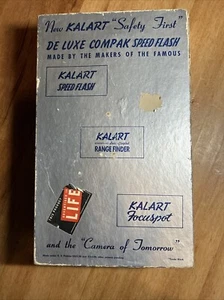 New KALART "Safety First"
DE LUXE COMPAK SPEED FLASH
MADE BY THE MAKERS OF THE FAMOUS
KALART
SPEED FLASH
KALART
RANGE FINDER
LIFE
KALART
Focuspot
and the "Camera of Tomorrow"